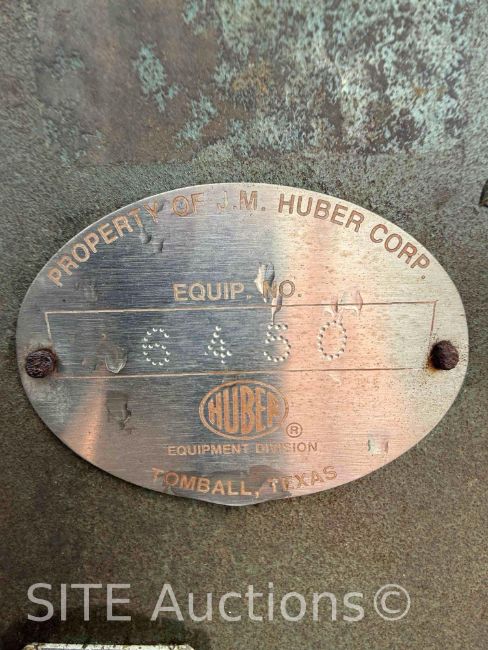 PROPERTY OF J.M. HUBER CORP.
EQUIP. NO.
6450
HUBER®
EQUIPMENT DIVISION
TOMBALL, TEXAS
SITE Auctions©